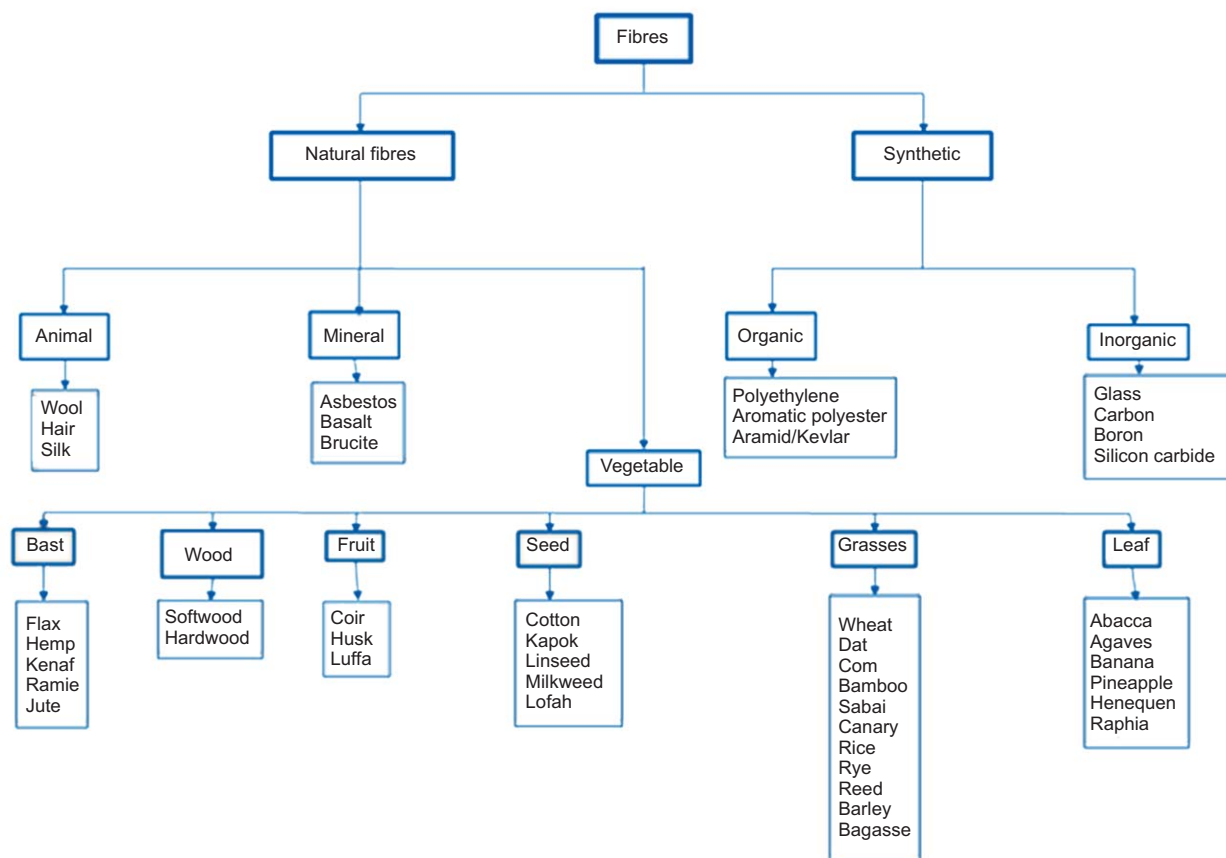 Fibres
Natural fibres
Synthetic
Animal
Mineral
Organic
Inorganic
Wool
Hair
Silk
Asbestos
Basalt
Brucite
Polyethylene
Aromatic polyester
Aramid/Kevlar
Glass
Carbon
Boron
Silicon carbide
Vegetable
Bast
Wood
Fruit
Seed
Grasses
Leaf
Flax
Hemp
Kenaf
Ramie
Jute
Softwood
Hardwood
Coir
Husk
Luffa
Cotton
Kapok
Linseed
Milkweed
Lofah
Wheat
Dat
Com
Bamboo
Sabai
Canary
Rice
Rye
Reed
Barley
Bagasse
Abacca
Agaves
Banana
Pineapple
Henequen
Raphia